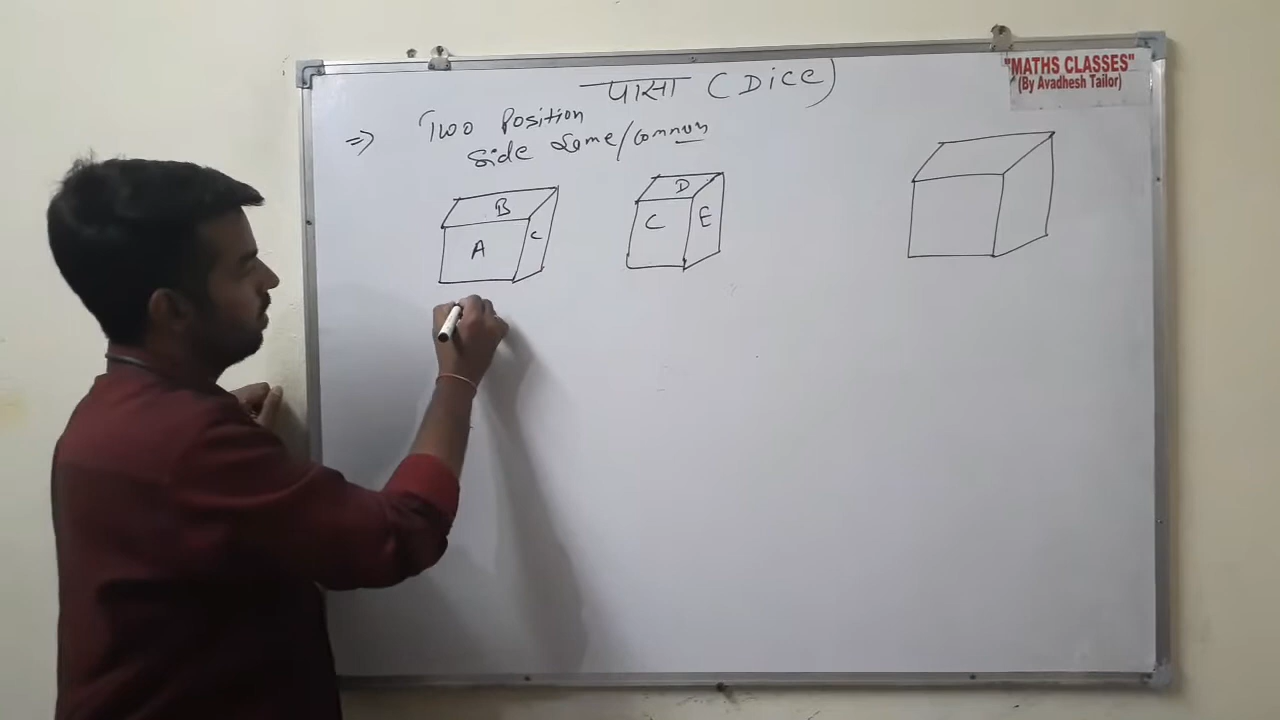 पासा (Dice)
"MATHS CLASSES"
(By Avadhesh Tailor)
=> Two Position
Side Same/Common
B
A
C
D
C
E